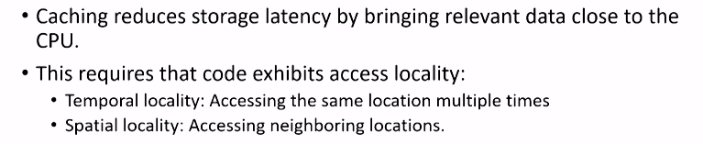 • Caching reduces storage latency by bringing relevant data close to the
CPU.
• This requires that code exhibits access locality:
• Temporal locality: Accessing the same location multiple times
• Spatial locality: Accessing neighboring locations.